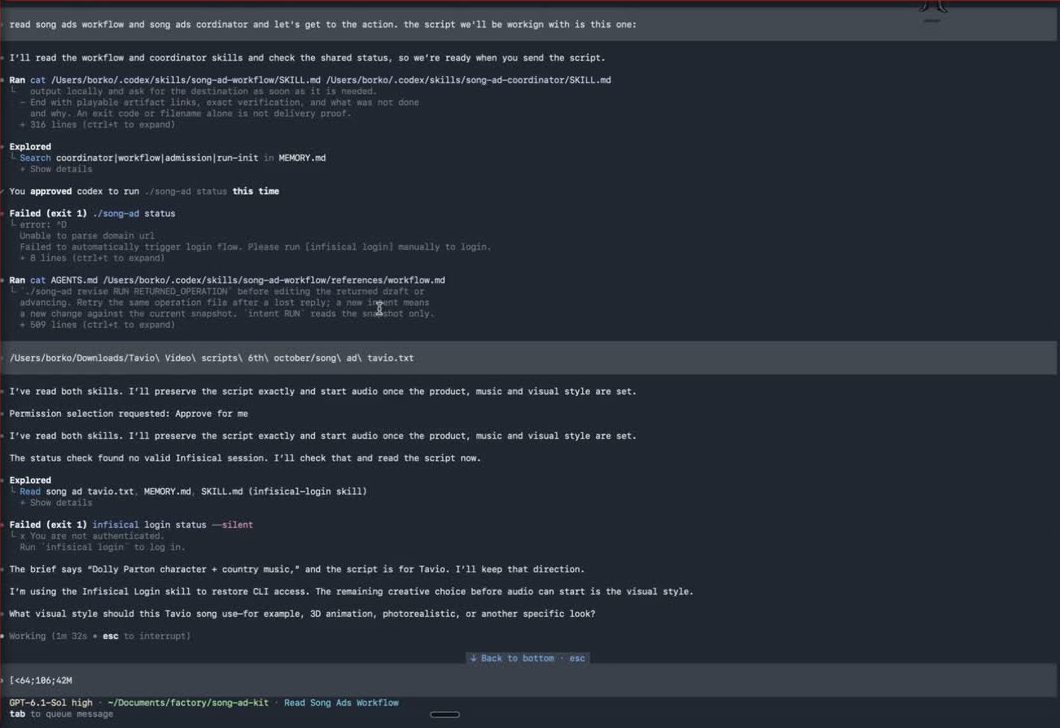 read song ads workflow and song ads cordinator and let's get to the action. the script we'll be workign with is this one:
I'll read the workflow and coordinator skills and check the shared status, so we're ready when you send the script.
Ran cat /Users/borko/.codex/skills/song-ad-workflow/SKILL.md /Users/borko/.codex/skills/song-ad-coordinator/SKILL.md
└ output locally and ask for the destination as soon as it is needed.
- End with playable artifact links, exact verification, and what was not done
and why. An exit code or filename alone is not delivery proof.
+ 316 lines (ctrl+t to expand)
Explored
└ Search coordinator|workflow|admission|run-init in MEMORY.md
+ Show details
✓ You approved codex to run ./song-ad status this time
Failed (exit 1) ./song-ad status
└ error: ^D
Unable to parse domain url
Failed to automatically trigger login flow. Please run [infisical login] manually to login.
+ 8 lines (ctrl+t to expand)
Ran cat AGENTS.md /Users/borko/.codex/skills/song-ad-workflow/references/workflow.md
└ `./song-ad revise RUN RETURNED_OPERATION` before editing the returned draft or
advancing. Retry the same operation file after a lost reply; a new intent means
a new change against the current snapshot. `intent RUN` reads the snapshot only.
+ 509 lines (ctrl+t to expand)
/Users/borko/Downloads/Tavio\ Video\ scripts\ 6th\ october/song\ ad\ tavio.txt
I've read both skills. I'll preserve the script exactly and start audio once the product, music and visual style are set.
Permission selection requested: Approve for me
I've read both skills. I'll preserve the script exactly and start audio once the product, music and visual style are set.
The status check found no valid Infisical session. I'll check that and read the script now.
Explored
└ Read song ad tavio.txt, MEMORY.md, SKILL.md (infisical-login skill)
+ Show details
Failed (exit 1) infisical login status --silent
└ x You are not authenticated.
Run `infisical login` to log in.
The brief says "Dolly Parton character + country music," and the script is for Tavio. I'll keep that direction.
I'm using the Infisical Login skill to restore CLI access. The remaining creative choice before audio can start is the visual style.
What visual style should this Tavio song use—for example, 3D animation, photorealistic, or another specific look?
Working (1m 32s • esc to interrupt)
↓ Back to bottom · esc
› [<64;106;42M
GPT-6.1-Sol high · ~/Documents/factory/song-ad-kit · Read Song Ads Workflow
tab to queue message